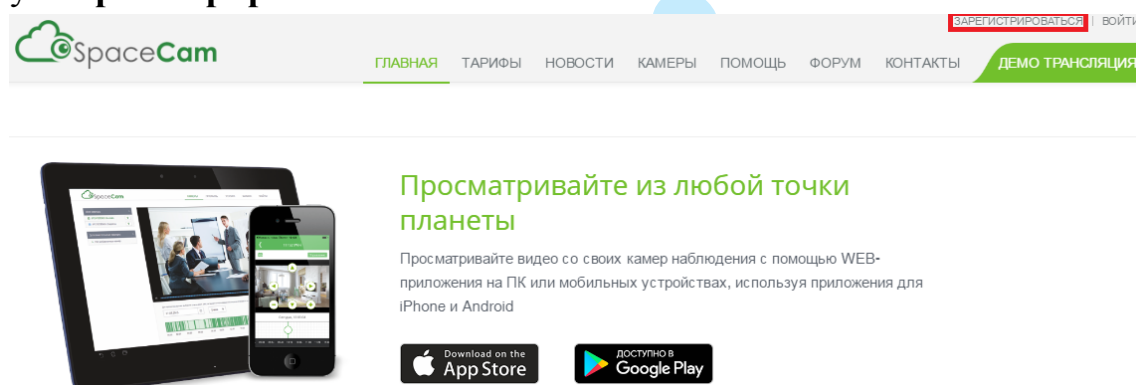 ЗАРЕГИСТРИРОВАТЬСЯ | ВОЙТИ
SpaceCam
ГЛАВНАЯ ТАРИФЫ НОВОСТИ КАМЕРЫ ПОМОЩЬ ФОРУМ КОНТАКТЫ ДЕМО ТРАНСЛЯЦИЯ
Просматривайте из любой точки
планеты
Просматривайте видео со своих камер наблюдения с помощью WEB-
приложения на ПК или мобильных устройствах, используя приложения для
iPhone и Android
SpaceCam
Download on the
App Store
ДОСТУПНО В
Google Play